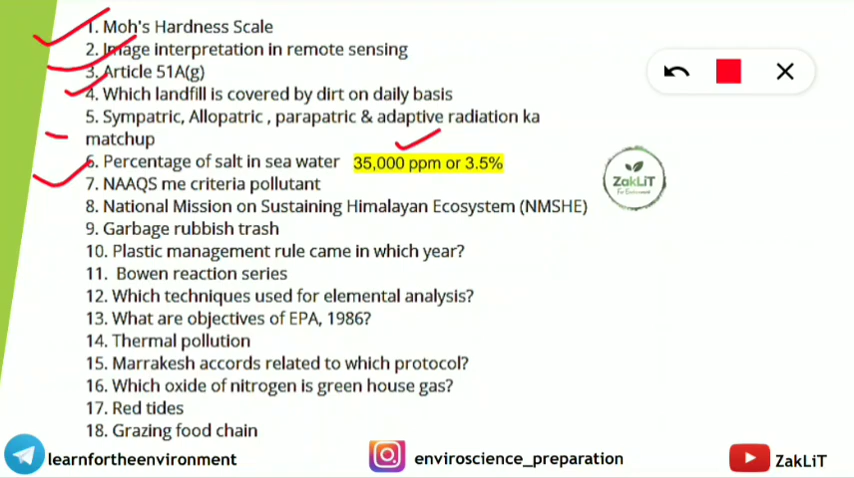 1. Moh's Hardness Scale
2. Image interpretation in remote sensing
3. Article 51A(g)
4. Which landfill is covered by dirt on daily basis
5. Sympatric, Allopatric , parapatric & adaptive radiation ka
matchup
6. Percentage of salt in sea water 35,000 ppm or 3.5%
7. NAAQS me criteria pollutant
ZakLiT
For Environment
8. National Mission on Sustaining Himalayan Ecosystem (NMSHE)
9. Garbage rubbish trash
10. Plastic management rule came in which year?
11. Bowen reaction series
12. Which techniques used for elemental analysis?
13. What are objectives of EPA, 1986?
14. Thermal pollution
15. Marrakesh accords related to which protocol?
16. Which oxide of nitrogen is green house gas?
17. Red tides
18. Grazing food chain
learnfortheenvironment
enviroscience_preparation
ZakLiT